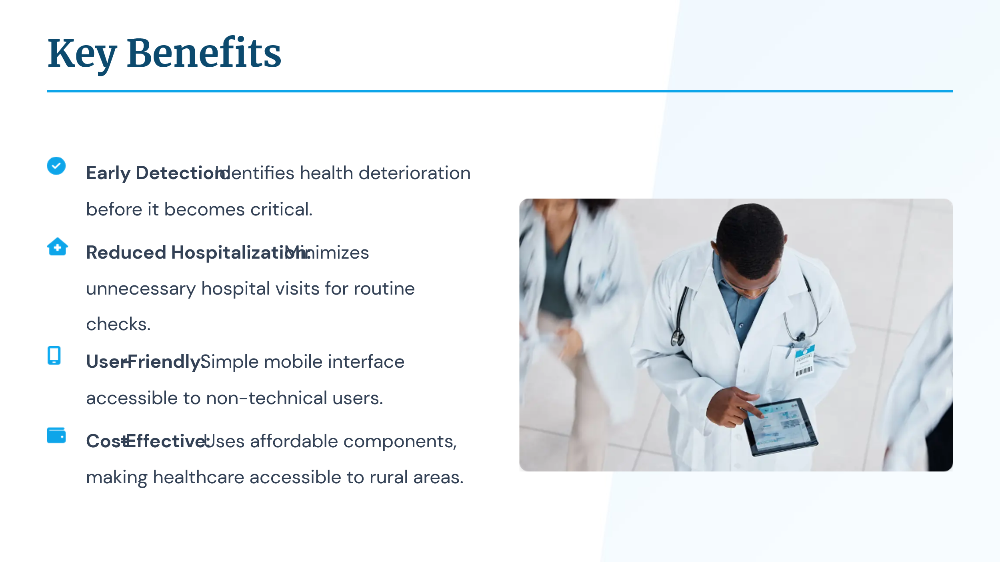 Key Benefits
Early Detection: Identifies health deterioration
before it becomes critical.
Reduced Hospitalization: Minimizes
unnecessary hospital visits for routine
checks.
User-Friendly: Simple mobile interface
accessible to non-technical users.
Cost-Effective: Uses affordable components,
making healthcare accessible to rural areas.